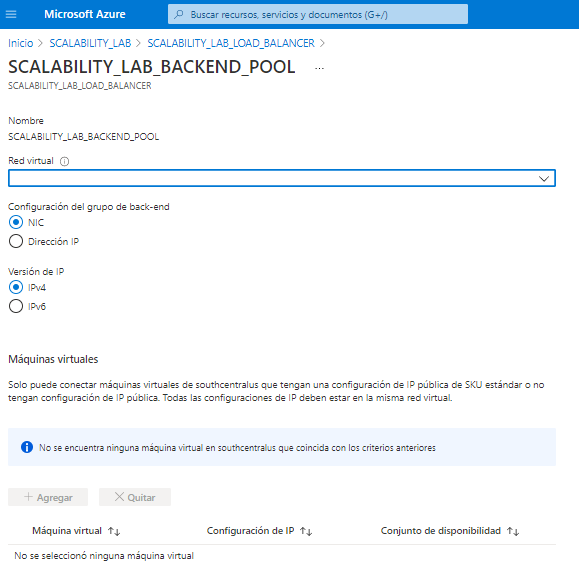 Microsoft Azure
Buscar recursos, servicios y documentos (G+/)
Inicio > SCALABILITY_LAB > SCALABILITY_LAB_LOAD_BALANCER >
SCALABILITY_LAB_BACKEND_POOL ...
SCALABILITY_LAB_LOAD_BALANCER
Nombre
SCALABILITY_LAB_BACKEND_POOL
Red virtual
Configuración del grupo de back-end
NIC
Dirección IP
Versión de IP
IPv4
IPv6
Máquinas virtuales
Solo puede conectar máquinas virtuales de southcentralus que tengan una configuración de IP pública de SKU estándar o no
tengan configuración de IP pública. Todas las configuraciones de IP deben estar en la misma red virtual.
No se encuentra ninguna máquina virtual en southcentralus que coincida con los criterios anteriores
+ Agregar × Quitar
Máquina virtual ↑↓ Configuración de IP ↑↓ Conjunto de disponibilidad ↑↓
No se seleccionó ninguna máquina virtual